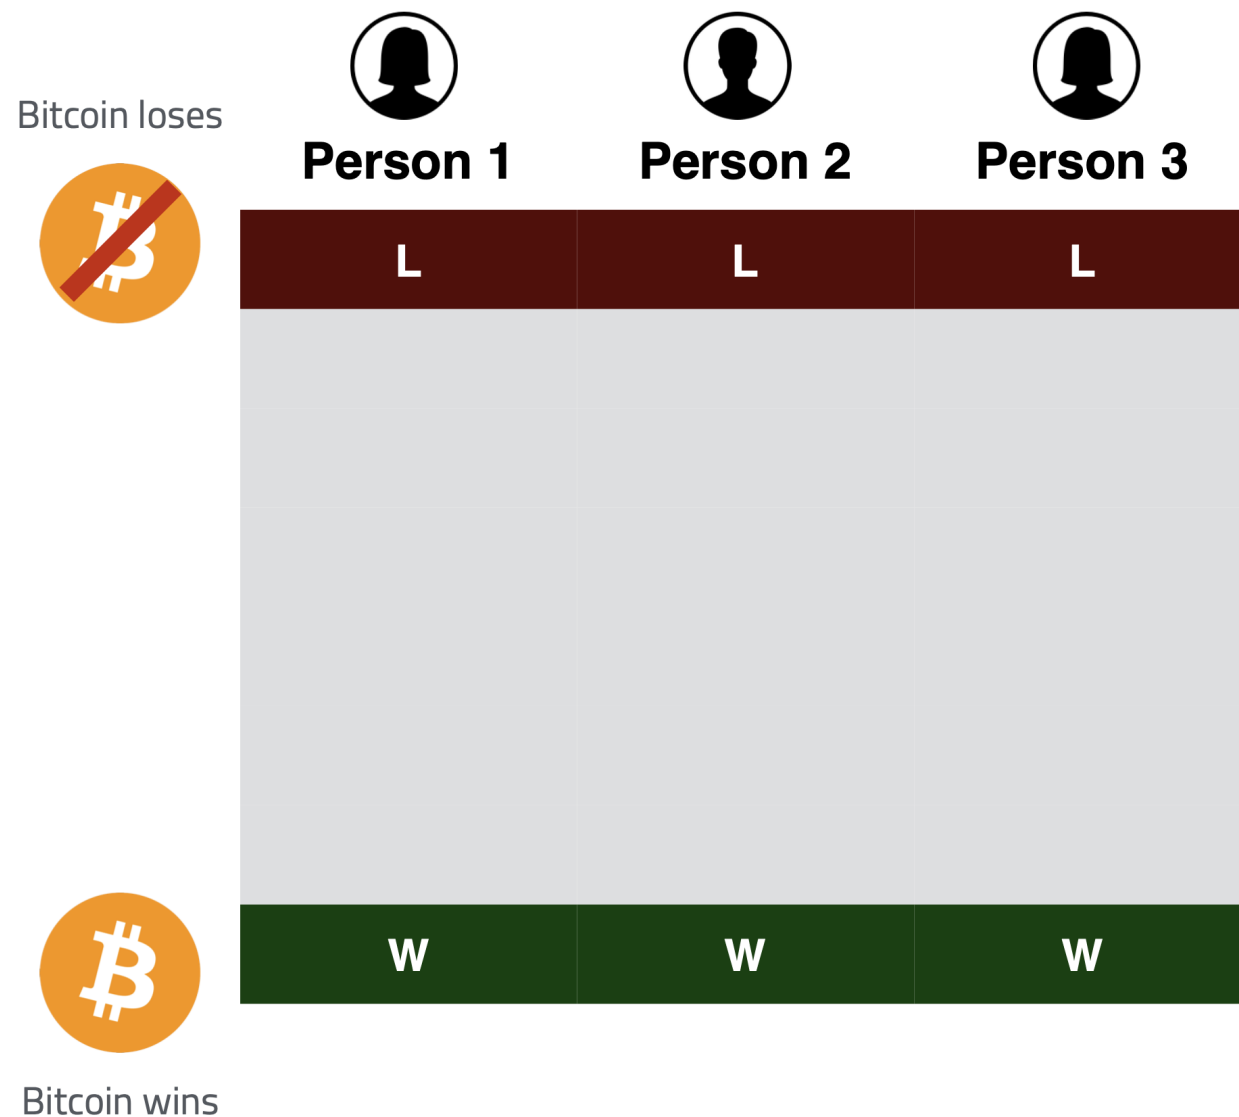 Bitcoin loses
Person 1 Person 2 Person 3
L L L
W W W
Bitcoin wins